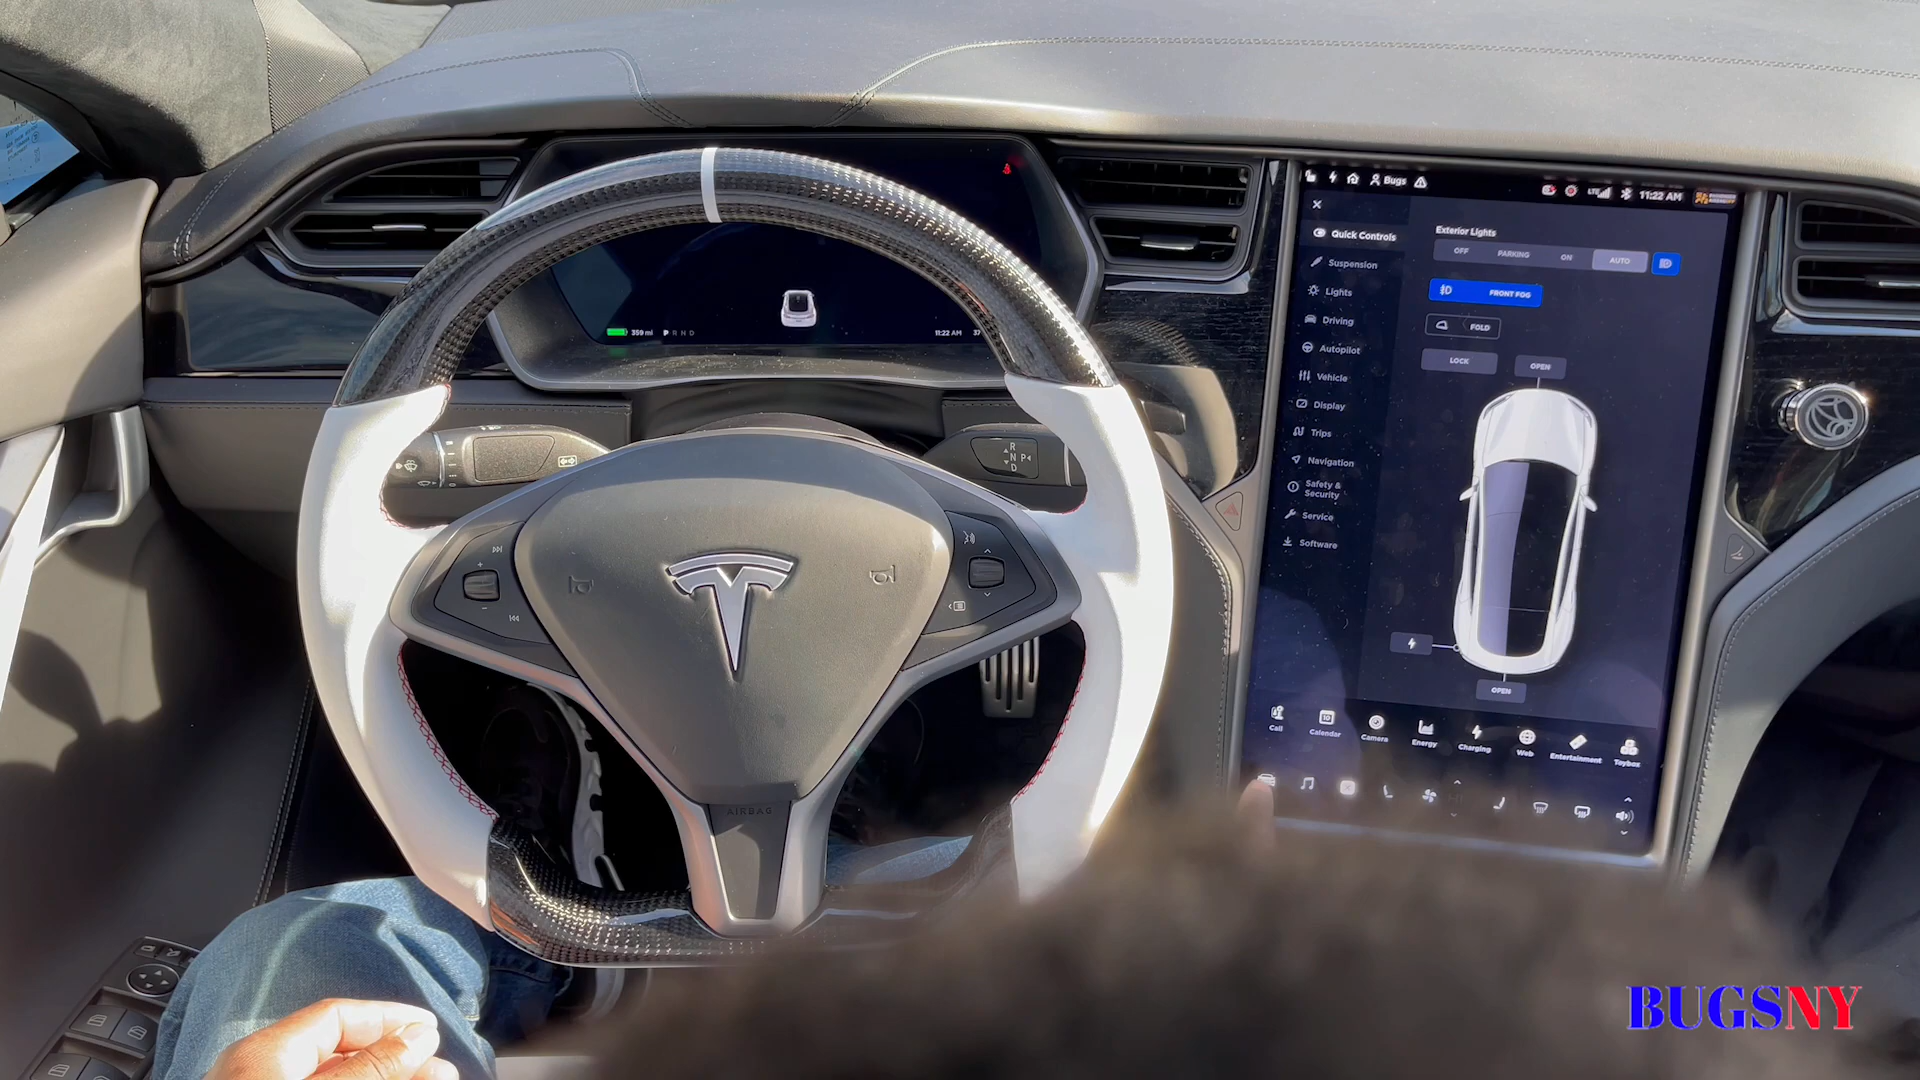 Bugs
LTE
11:22 AM
Quick Controls
Suspension
Lights
Driving
Autopilot
Vehicle
Display
Trips
Navigation
Safety &
Security
Service
Software
Exterior Lights
OFF PARKING ON AUTO
FRONT FOG
FOLD
LOCK
OPEN
OPEN
Call
Calendar
Camera
Energy
Charging
Web
Entertainment
Toybox
359 mi P R N D
11:22 AM
R
N P
D
AIRBAG
BUGSNY